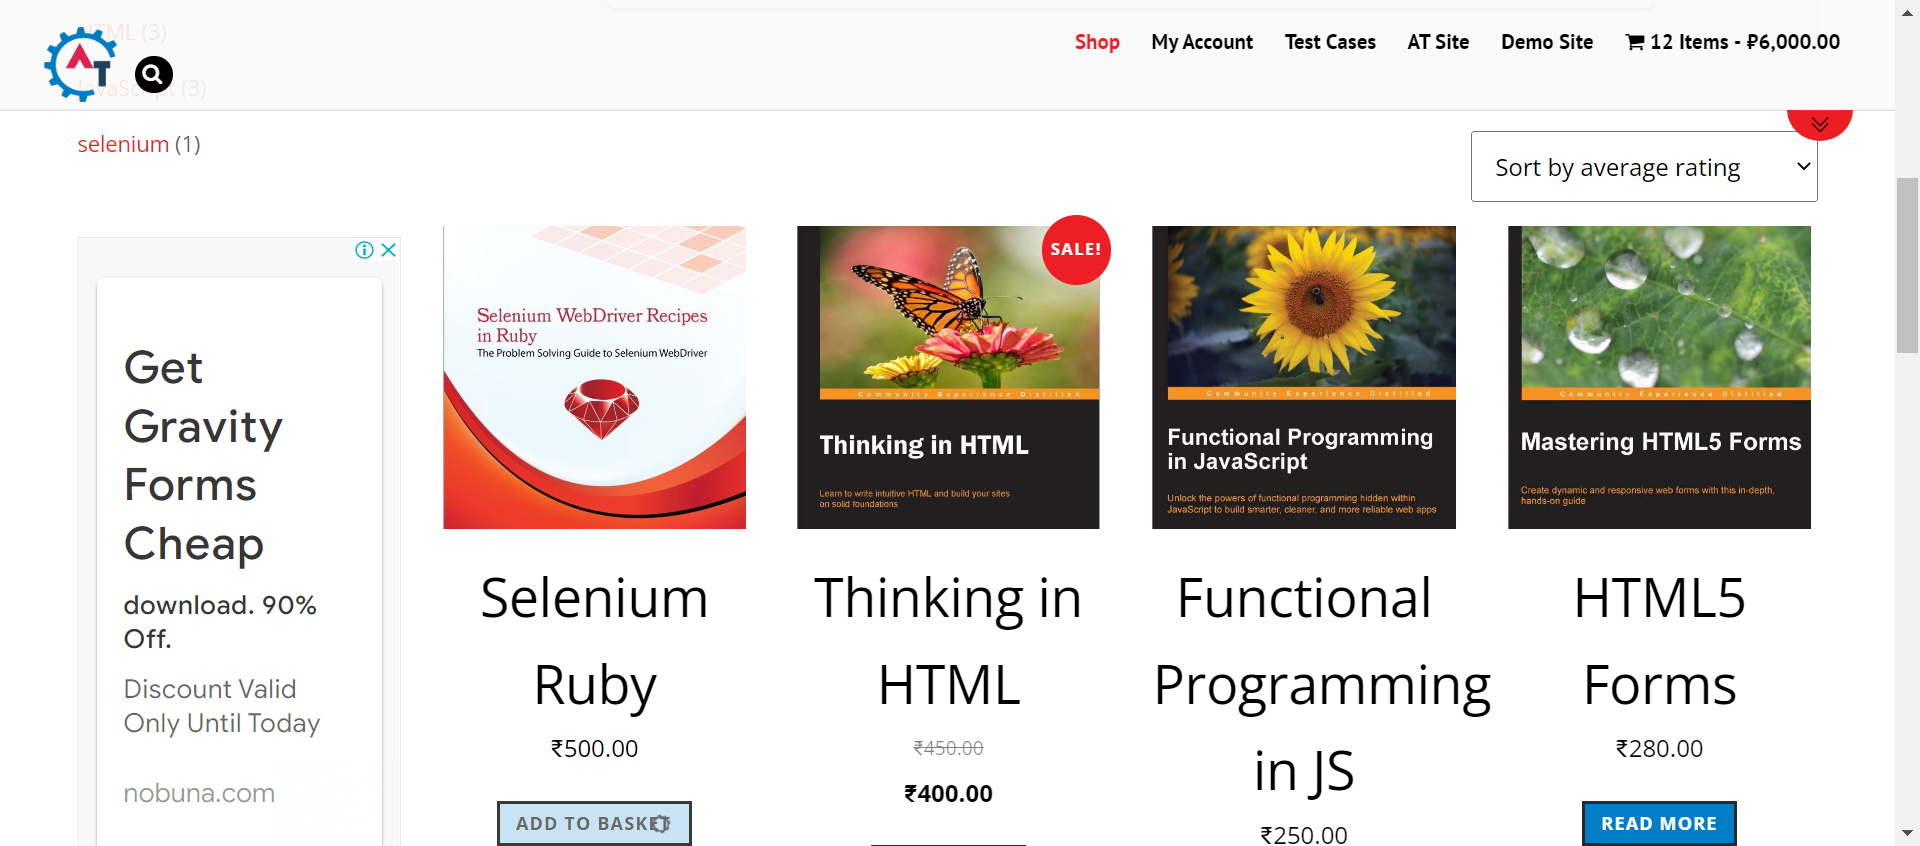 HTML (3)
AT
JavaScript (3)
Shop
My Account
Test Cases
AT Site
Demo Site
12 Items - ₽6,000.00
selenium (1)
Sort by average rating
Get
Gravity
Forms
Cheap
download. 90%
Off.
Discount Valid
Only Until Today
nobuna.com
Selenium WebDriver Recipes
in Ruby
The Problem Solving Guide to Selenium WebDriver
Selenium
Ruby
₹500.00
ADD TO BASKET
SALE!
Community Experience Distilled
Thinking in HTML
Learn to write intuitive HTML and build your sites
on solid foundations
Thinking in
HTML
₹450.00
₹400.00
Community Experience Distilled
Functional Programming
in JavaScript
Unlock the powers of functional programming hidden within
JavaScript to build smarter, cleaner, and more reliable web apps
Functional
Programming
in JS
₹250.00
Community Experience Distilled
Mastering HTML5 Forms
Create dynamic and responsive web forms with this in-depth,
hands-on guide
HTML5
Forms
₹280.00
READ MORE